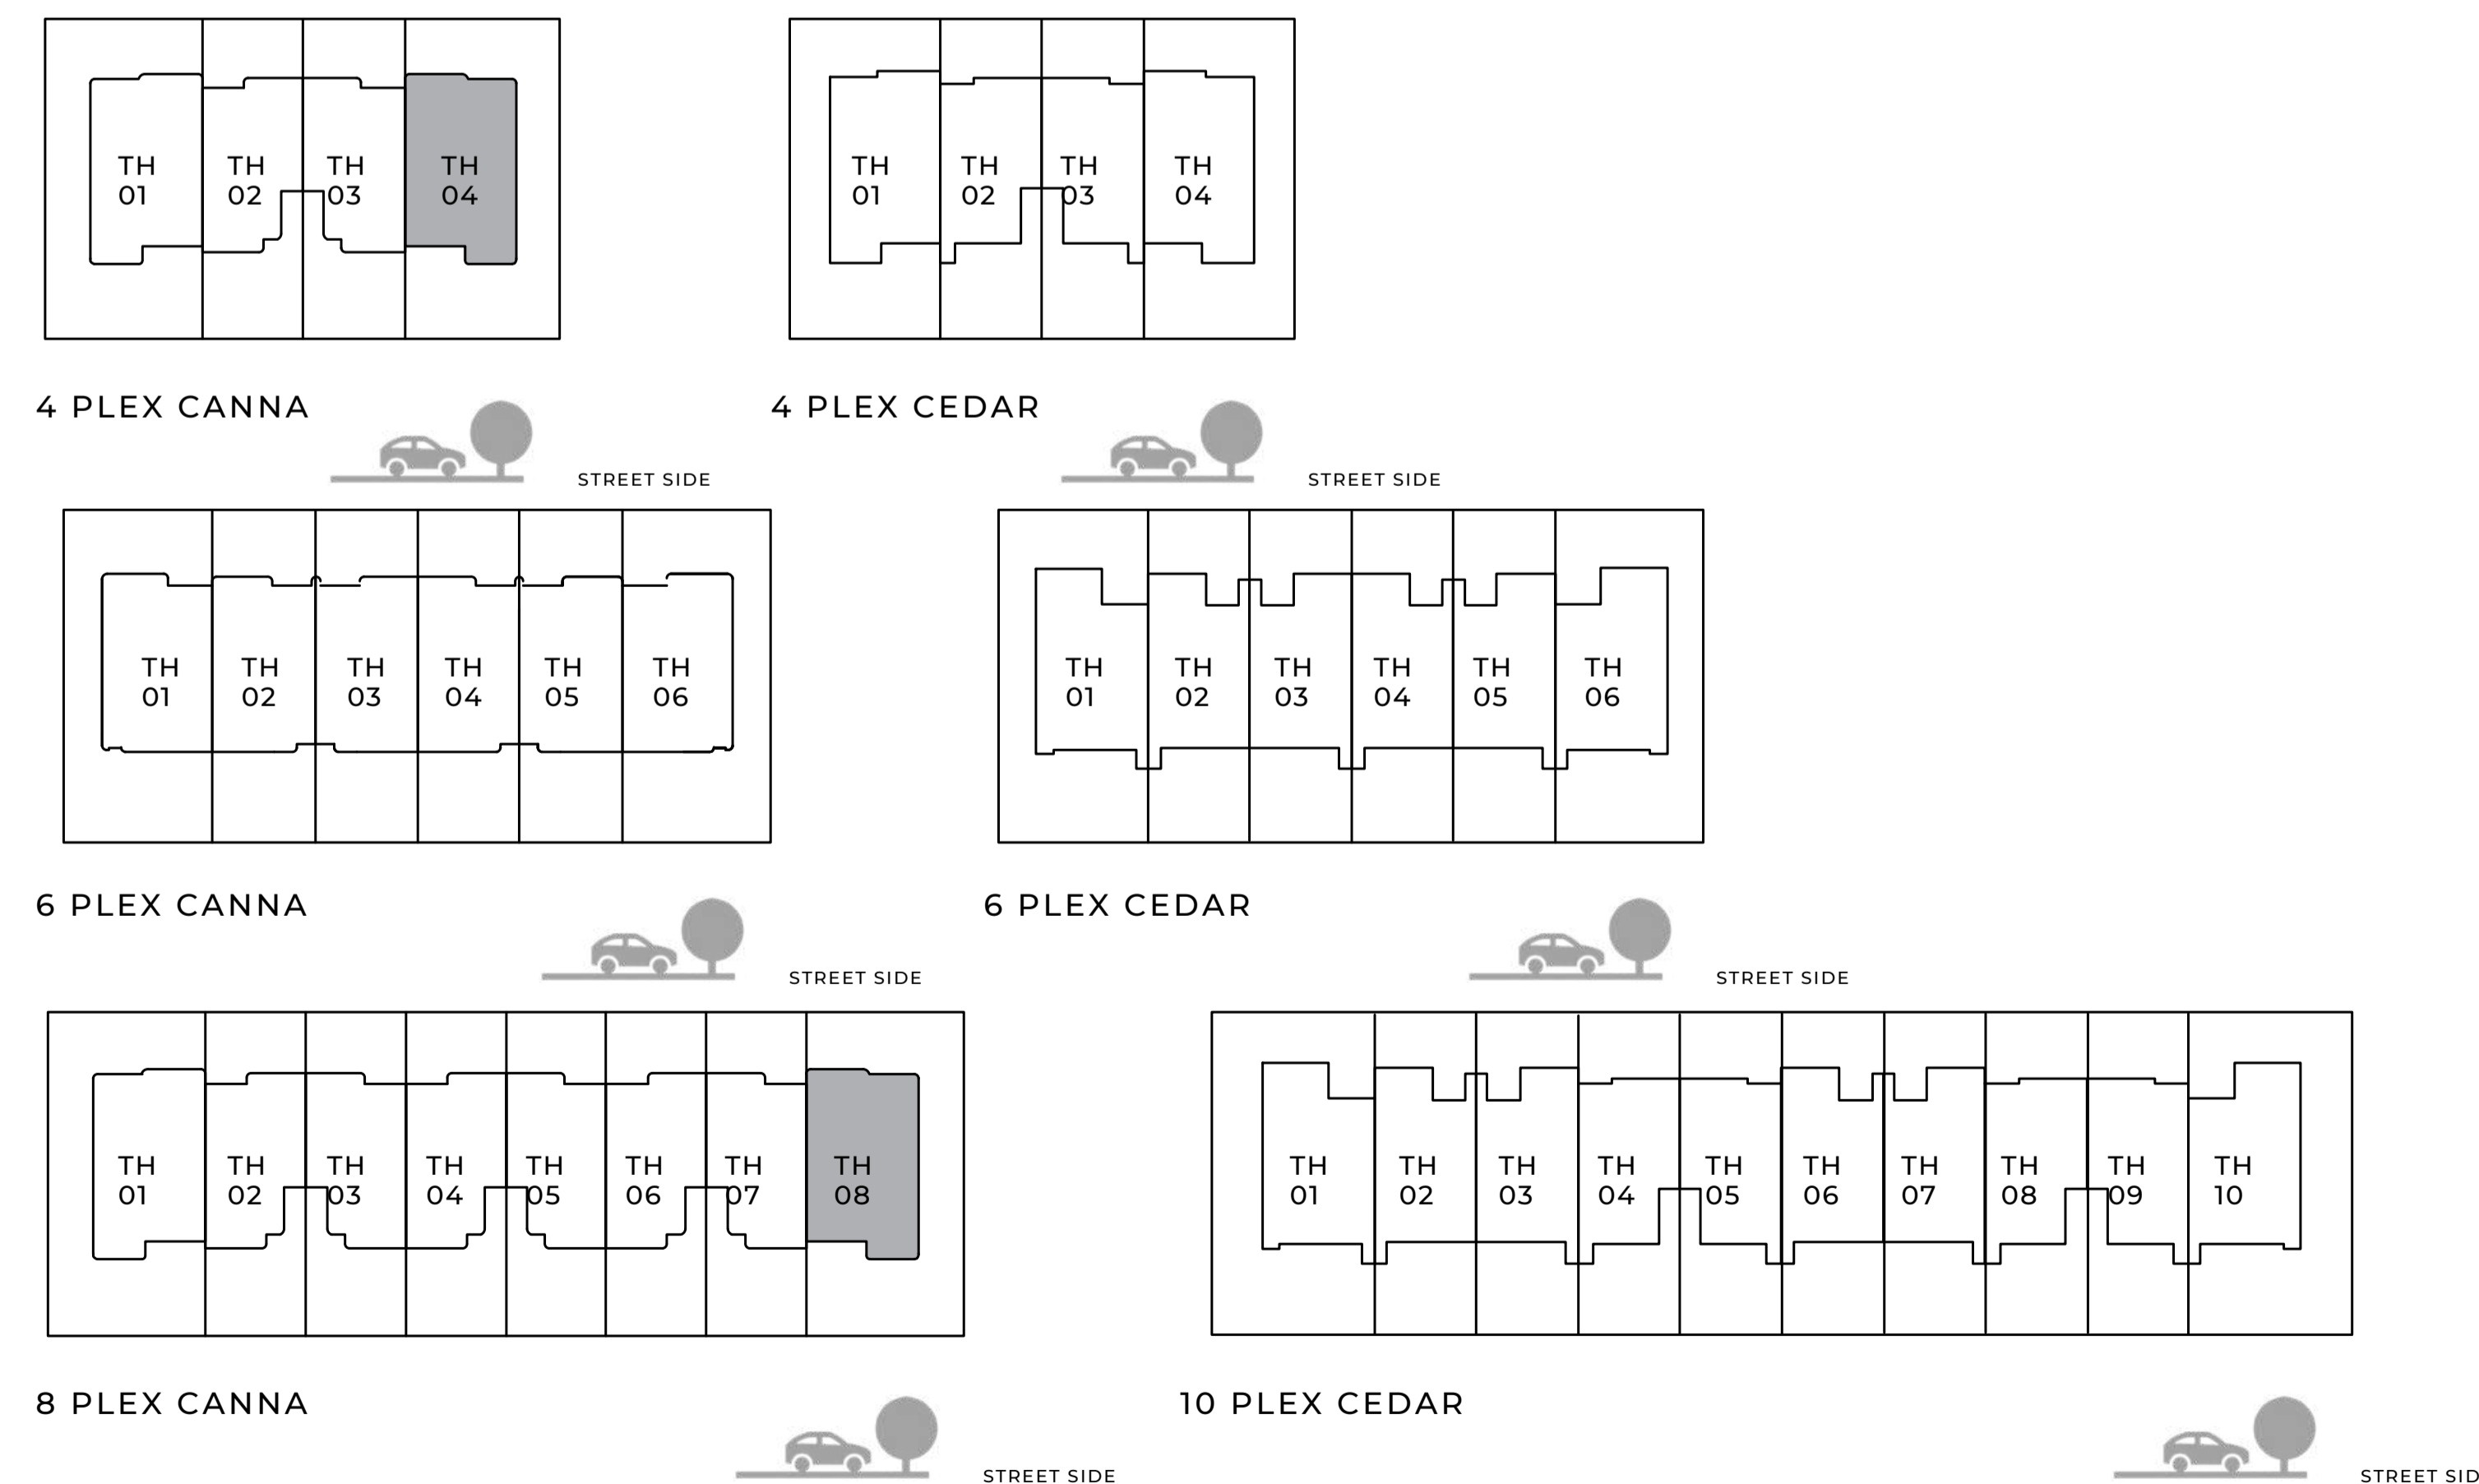 TH
01
TH
02
TH
03
TH
04
4 PLEX CANNA
STREET SIDE
TH
01
TH
02
TH
03
TH
04
4 PLEX CEDAR
STREET SIDE
TH
01
TH
02
TH
03
TH
04
TH
05
TH
06
6 PLEX CANNA
STREET SIDE
TH
01
TH
02
TH
03
TH
04
TH
05
TH
06
6 PLEX CEDAR
STREET SIDE
TH
01
TH
02
TH
03
TH
04
TH
05
TH
06
TH
07
TH
08
8 PLEX CANNA
STREET SIDE
TH
01
TH
02
TH
03
TH
04
TH
05
TH
06
TH
07
TH
08
TH
09
TH
10
10 PLEX CEDAR
STREET SID